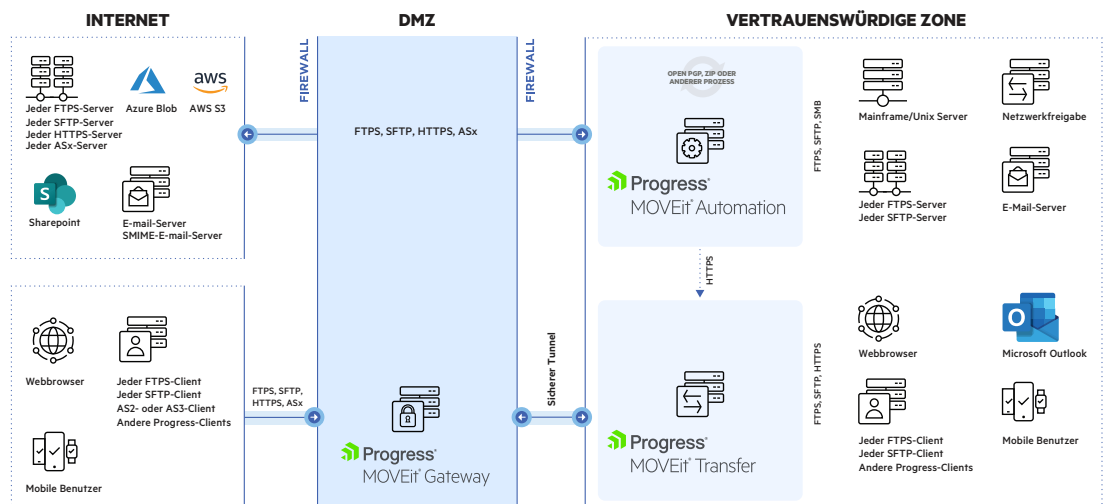 INTERNET
DMZ
VERTRAUENSWÜRDIGE ZONE
FIREWALL
FIREWALL
Jeder FTPS-Server
Jeder SFTP-Server
Jeder HTTPS-Server
Jeder ASx-Server
Azure Blob
aws
AWS S3
S
Sharepoint
E-mail-Server
SMIME-E-mail-Server
FTPS, SFTP, HTTPS, ASx
OPEN PGP, ZIP ODER
ANDERER PROZESS
Progress®
MOVEit® Automation
FTPS, SFTP, SMB
Mainframe/Unix Server
Netzwerkfreigabe
Jeder FTPS-Server
Jeder SFTP-Server
E-Mail-Server
HTTPS
Webbrowser
Jeder FTPS-Client
Jeder SFTP-Client
AS2- oder AS3-Client
Andere Progress-Clients
Mobile Benutzer
FTPS, SFTP,
HTTPS, ASx
Progress®
MOVEit® Gateway
Sicherer Tunnel
Progress®
MOVEit® Transfer
FTPS, SFTP, HTTPS
Webbrowser
O
Microsoft Outlook
Jeder FTPS-Client
Jeder SFTP-Client
Andere Progress-Clients
Mobile Benutzer